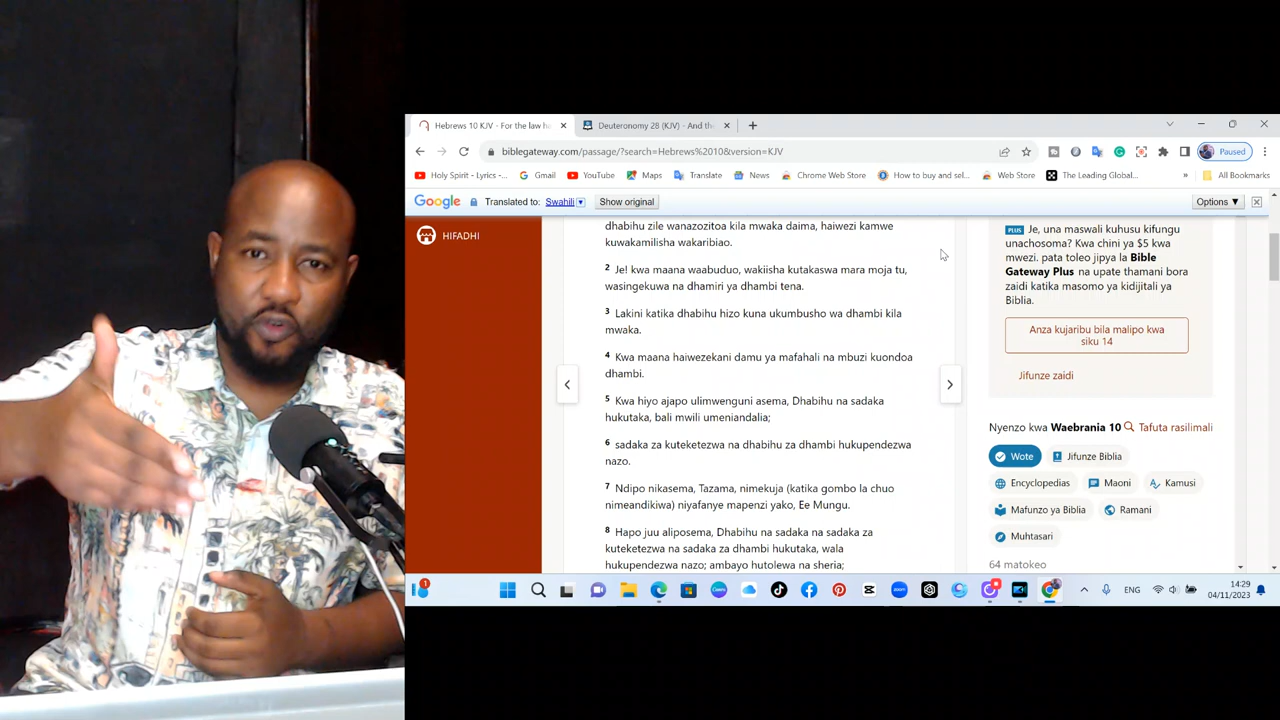 Hebrews 10 KJV - For the law ha
Deuteronomy 28 (KJV) - And th
biblegateway.com/passage/?search=Hebrews%2010&version=KJV
Paused
Holy Spirit - Lyrics -...
Gmail
YouTube
Maps
Translate
News
Chrome Web Store
How to buy and sel...
Web Store
The Leading Global...
»
All Bookmarks
Google
Translated to: Swahili
Show original
Options ▼
HIFADHI
dhabihu zile wanazozitoa kila mwaka daima, haiwezi kamwe
kuwakamilisha wakaribiao.
2 Je! kwa maana waabuduo, wakiisha kutakaswa mara moja tu,
wasingekuwa na dhamiri ya dhambi tena.
3 Lakini katika dhabihu hizo kuna ukumbusho wa dhambi kila
mwaka.
4 Kwa maana haiwezekani damu ya mafahali na mbuzi kuondoa
dhambi.
5 Kwa hiyo ajapo ulimwenguni asema, Dhabihu na sadaka
hukutaka, bali mwili umeniandalia;
6 sadaka za kuteketezwa na dhabihu za dhambi hukupendezwa
nazo.
7 Ndipo nikasema, Tazama, nimekuja (katika gombo la chuo
nimeandikiwa) niyafanye mapenzi yako, Ee Mungu.
8 Hapo juu aliposema, Dhabihu na sadaka na sadaka za
kuteketezwa na sadaka za dhambi hukutaka, wala
hukupendezwa nazo; ambayo hutolewa na sheria;
PLUS Je, una maswali kuhusu kifungu
unachosoma? Kwa chini ya $5 kwa
mwezi. pata toleo jipya la Bible
Gateway Plus na upate thamani bora
zaidi katika masomo ya kidijitali ya
Biblia.
Anza kujaribu bila malipo kwa
siku 14
Jifunze zaidi
Nyenzo kwa Waebrania 10
Tafuta rasilimali
Wote
Jifunze Biblia
Encyclopedias
Maoni
Kamusi
Mafunzo ya Biblia
Ramani
Muhtasari
64 matokeo
1
zoom
ENG
14:29
04/11/2023